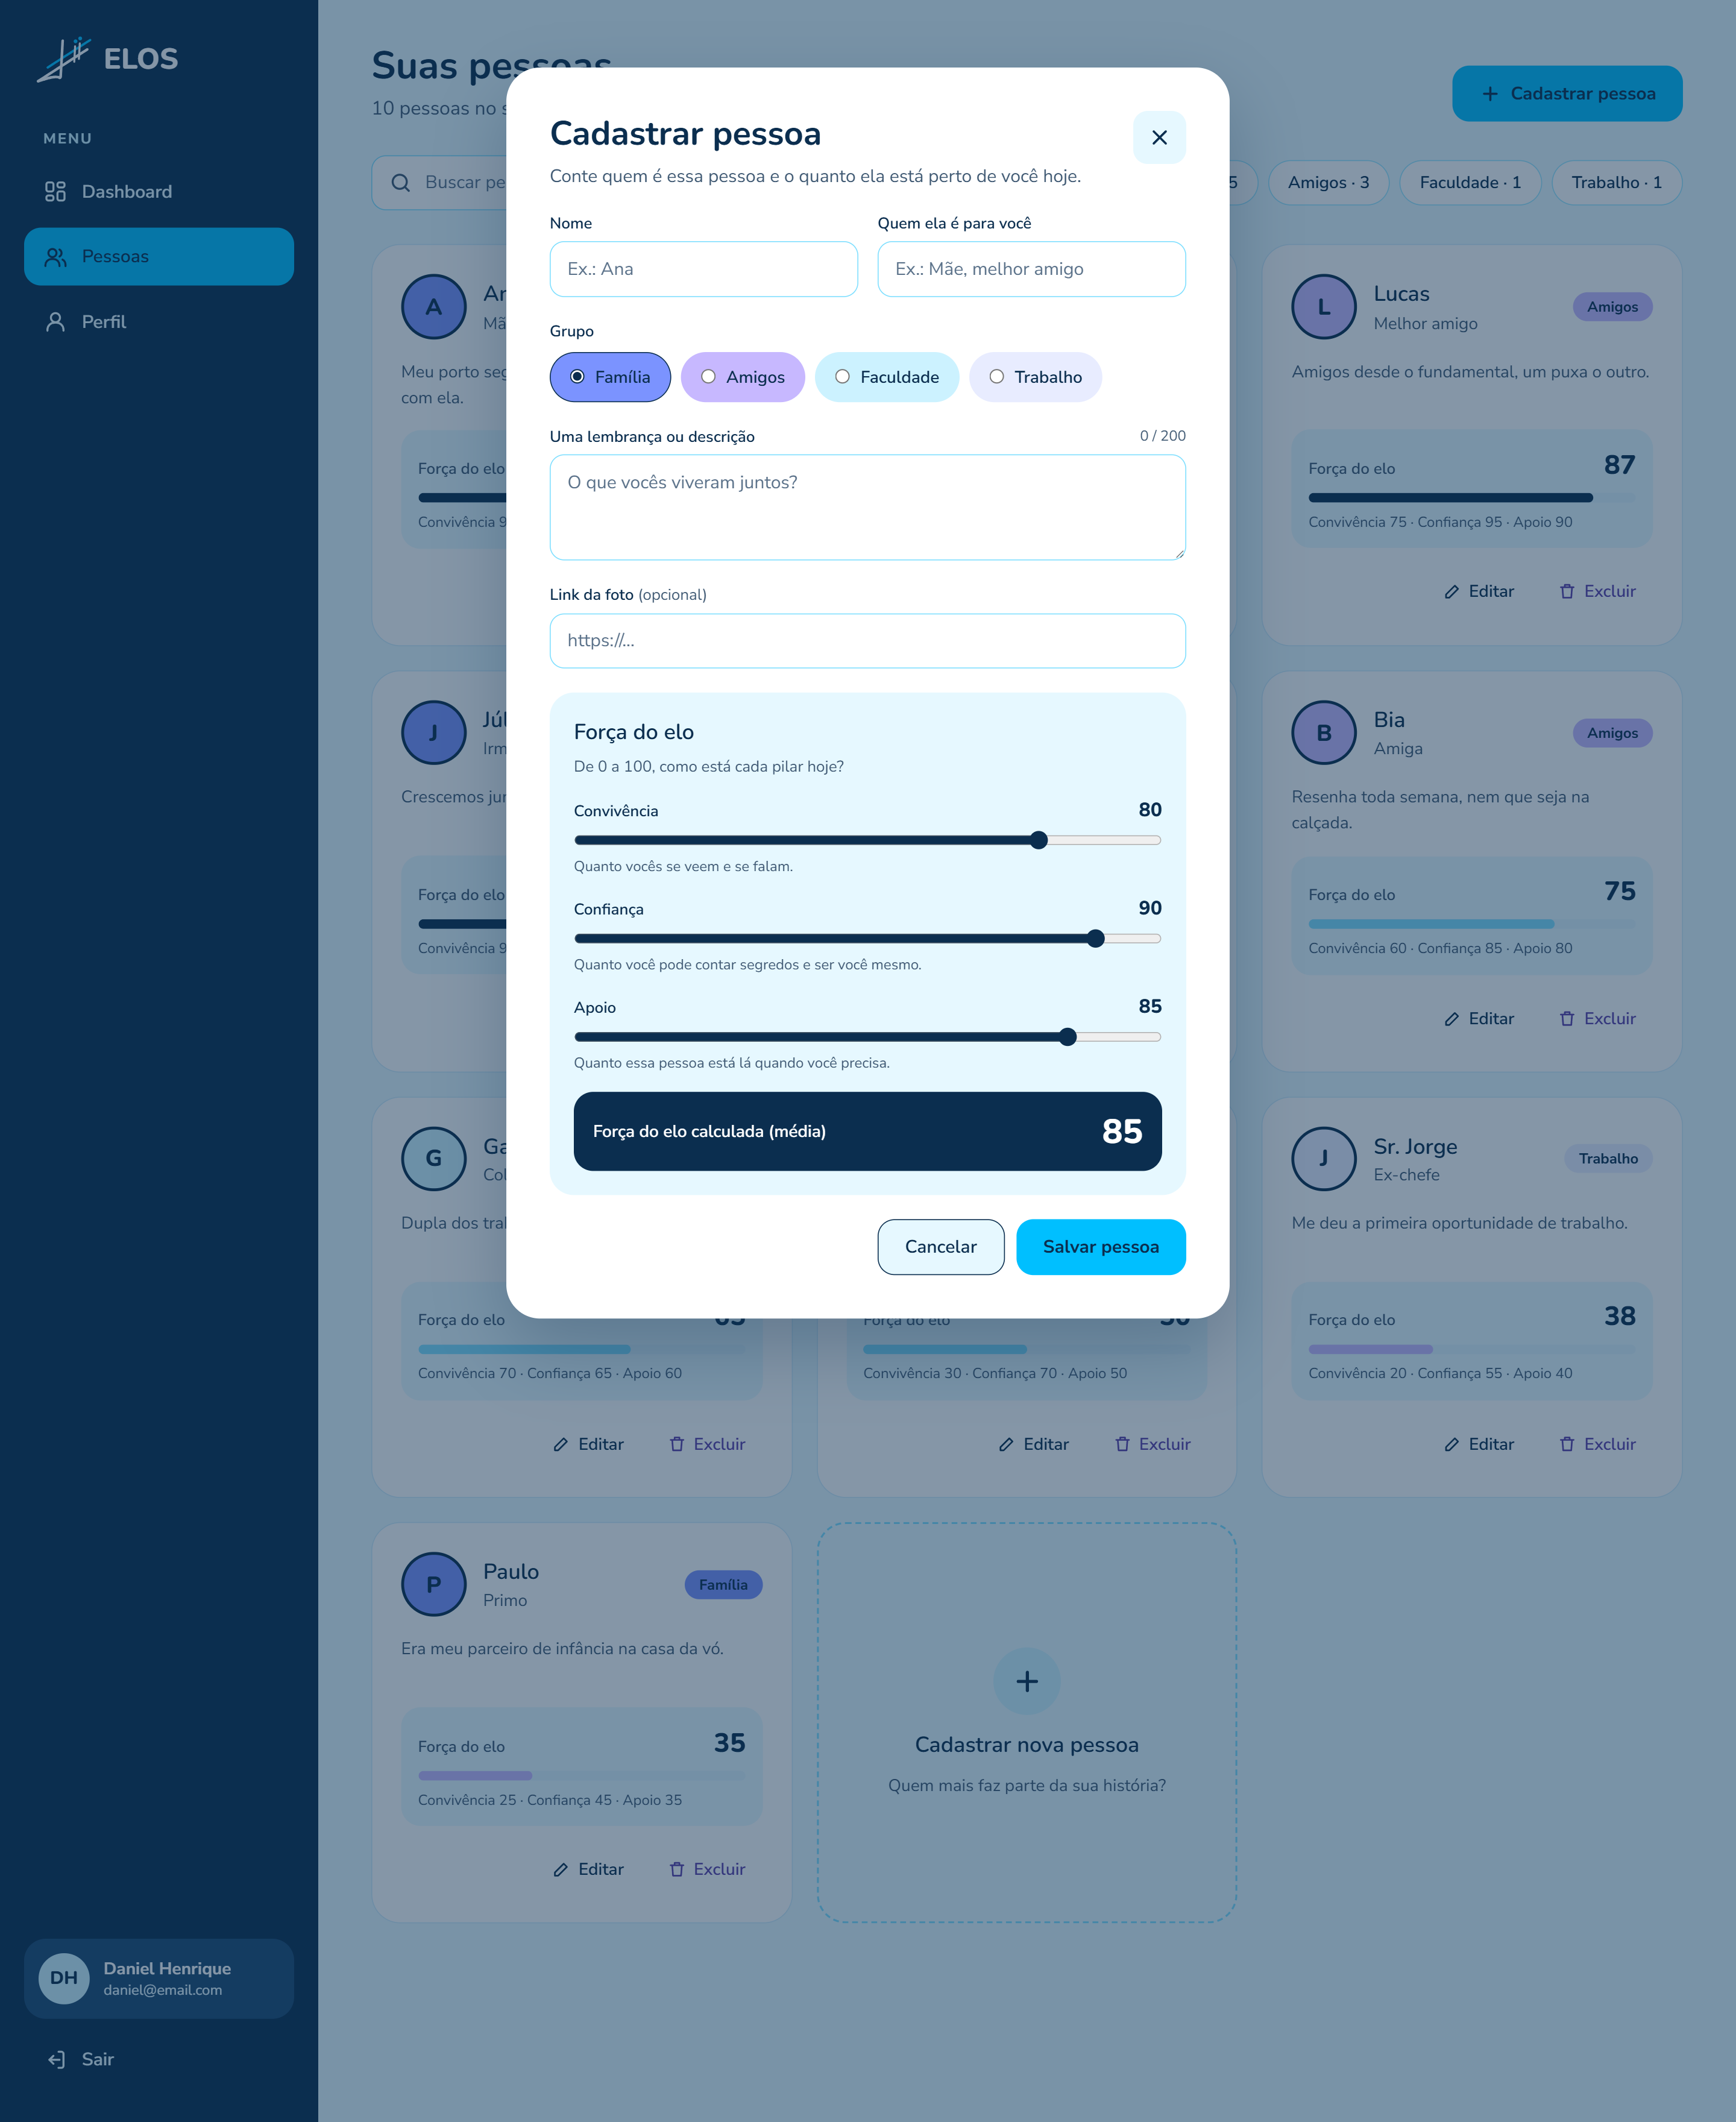 ELOS
MENU
Dashboard
Pessoas
Perfil
Daniel Henrique
DH
daniel@email.com
Sair
Suas pessoas
10 pessoas no s
Cadastrar pessoa
Buscar pe
5
Amigos · 3
Faculdade · 1
Trabalho · 1
Cadastrar pessoa
Conte quem é essa pessoa e o quanto ela está perto de você hoje.
Nome
Quem ela é para você
Ex.: Ana
Ex.: Mãe, melhor amigo
Grupo
Família
Amigos
Faculdade
Trabalho
Uma lembrança ou descrição
0 / 200
O que vocês viveram juntos?
Link da foto (opcional)
https://...
Força do elo
De 0 a 100, como está cada pilar hoje?
Convivência
80
Quanto vocês se veem e se falam.
Confiança
90
Quanto você pode contar segredos e ser você mesmo.
Apoio
85
Quanto essa pessoa está lá quando você precisa.
Força do elo calculada (média)
85
Cancelar
Salvar pessoa
A
Mã
Meu porto seg
com ela.
Força do elo
Convivência 9
L
Lucas
Melhor amigo
Amigos
Amigos desde o fundamental, um puxa o outro.
Força do elo
87
Convivência 75 · Confiança 95 · Apoio 90
Editar
Excluir
J
Júl
Irm
Crescemos jun
Força do elo
Convivência 9
B
Bia
Amiga
Amigos
Resenha toda semana, nem que seja na
calçada.
Força do elo
75
Convivência 60 · Confiança 85 · Apoio 80
Editar
Excluir
G
Ga
Col
Dupla dos tral
Força do elo
65
Convivência 70 · Confiança 65 · Apoio 60
Editar
Excluir
Força do elo
50
Convivência 30 · Confiança 70 · Apoio 50
Editar
Excluir
J
Sr. Jorge
Ex-chefe
Trabalho
Me deu a primeira oportunidade de trabalho.
Força do elo
38
Convivência 20 · Confiança 55 · Apoio 40
Editar
Excluir
P
Paulo
Primo
Família
Era meu parceiro de infância na casa da vó.
Força do elo
35
Convivência 25 · Confiança 45 · Apoio 35
Editar
Excluir
Cadastrar nova pessoa
Quem mais faz parte da sua história?